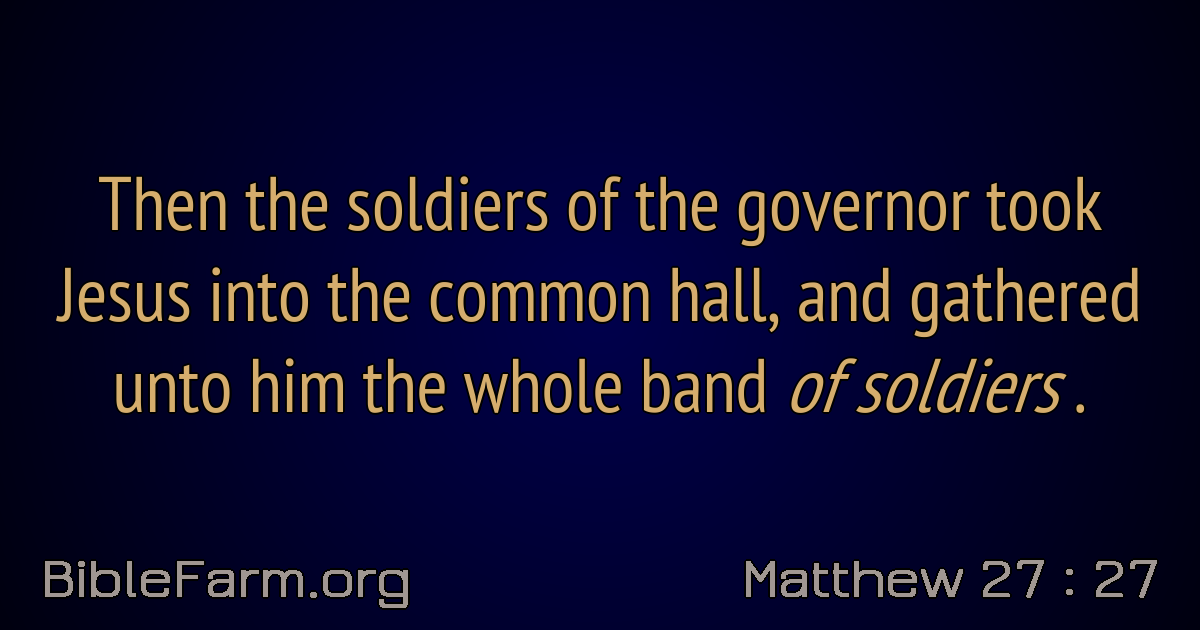 Then the soldiers of the governor took
Jesus into the common hall, and gathered
unto him the whole band of soldiers .
BibleFarm.org
Matthew 27 : 27